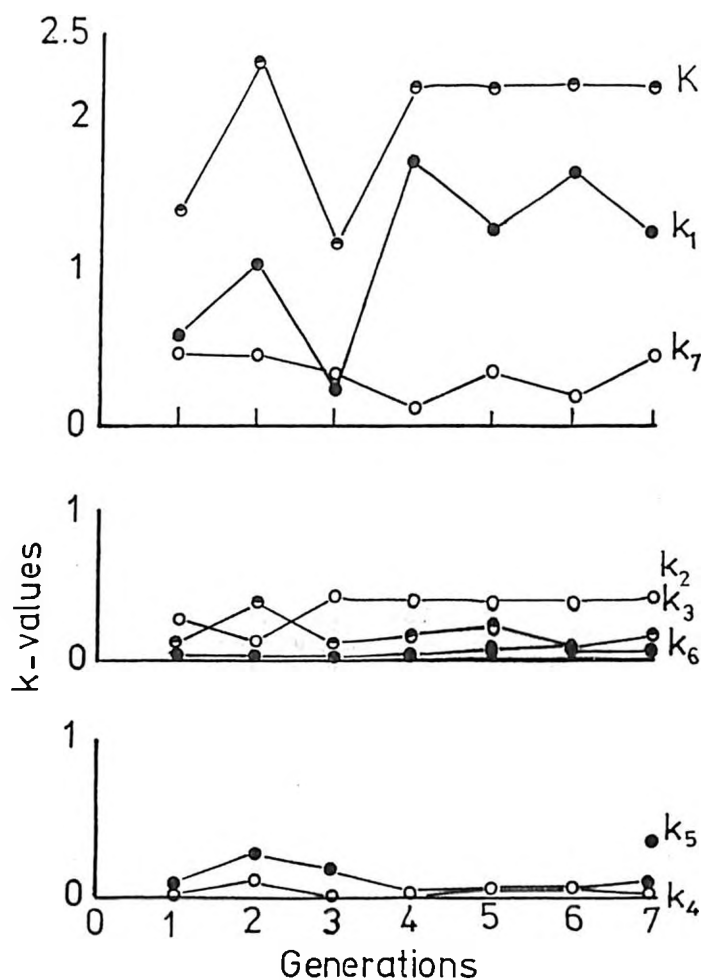 2.5
2
1
0
K
k₁
k₇
1
0
k₂
k₃
k₆
1
0
k₅
k₄
k-values
0 1 2 3 4 5 6 7
Generations